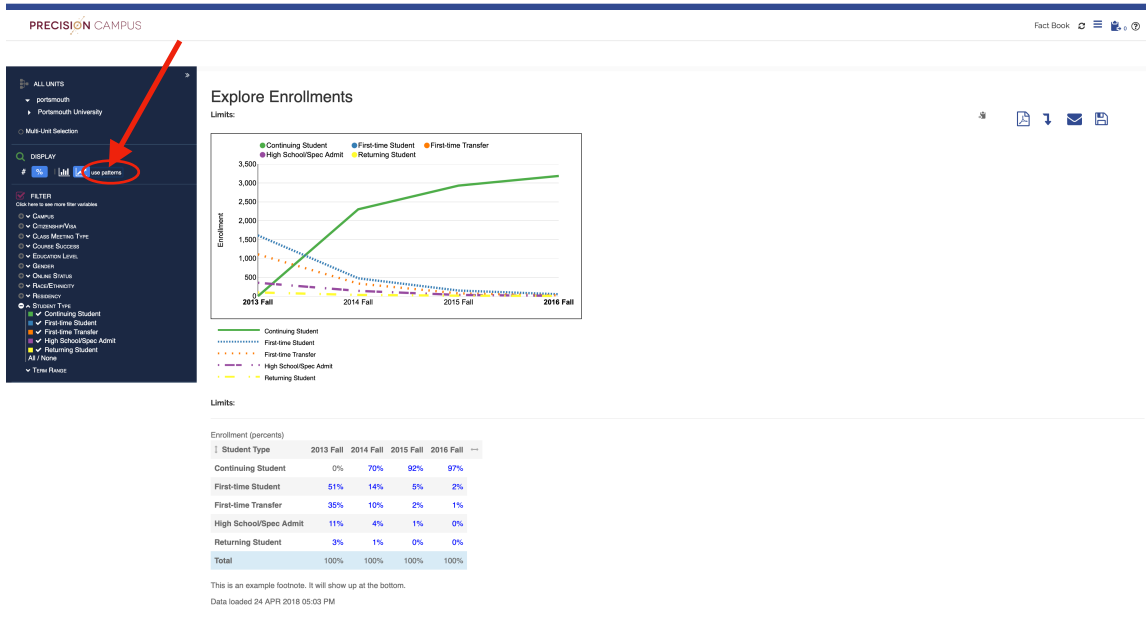 PRECISION CAMPUS
Fact Book
0
ALL UNITS
portsmouth
Portsmouth University
Multi-Unit Selection
DISPLAY
# % use patterns
FILTER
Click here to see more filter variables
Campus
Citizenship/Visa
Class Meeting Type
Course Success
Education Level
Gender
Online Status
Race/Ethnicity
Residency
Student Type
Continuing Student
First-time Student
First-time Transfer
High School/Spec Admit
Returning Student
All / None
Term Range
Explore Enrollments
Limits:
Continuing Student First-time Student First-time Transfer
High School/Spec Admit Returning Student
3,500
3,000
2,500
2,000
1,500
1,000
500
0
Enrollment
2013 Fall 2014 Fall 2015 Fall 2016 Fall
Continuing Student
First-time Student
First-time Transfer
High School/Spec Admit
Returning Student
Limits:
Enrollment (percents)
Student Type 2013 Fall 2014 Fall 2015 Fall 2016 Fall
Continuing Student 0% 70% 92% 97%
First-time Student 51% 14% 5% 2%
First-time Transfer 35% 10% 2% 1%
High School/Spec Admit 11% 4% 1% 0%
Returning Student 3% 1% 0% 0%
Total 100% 100% 100% 100%
This is an example footnote. It will show up at the bottom.
Data loaded 24 APR 2018 05:03 PM